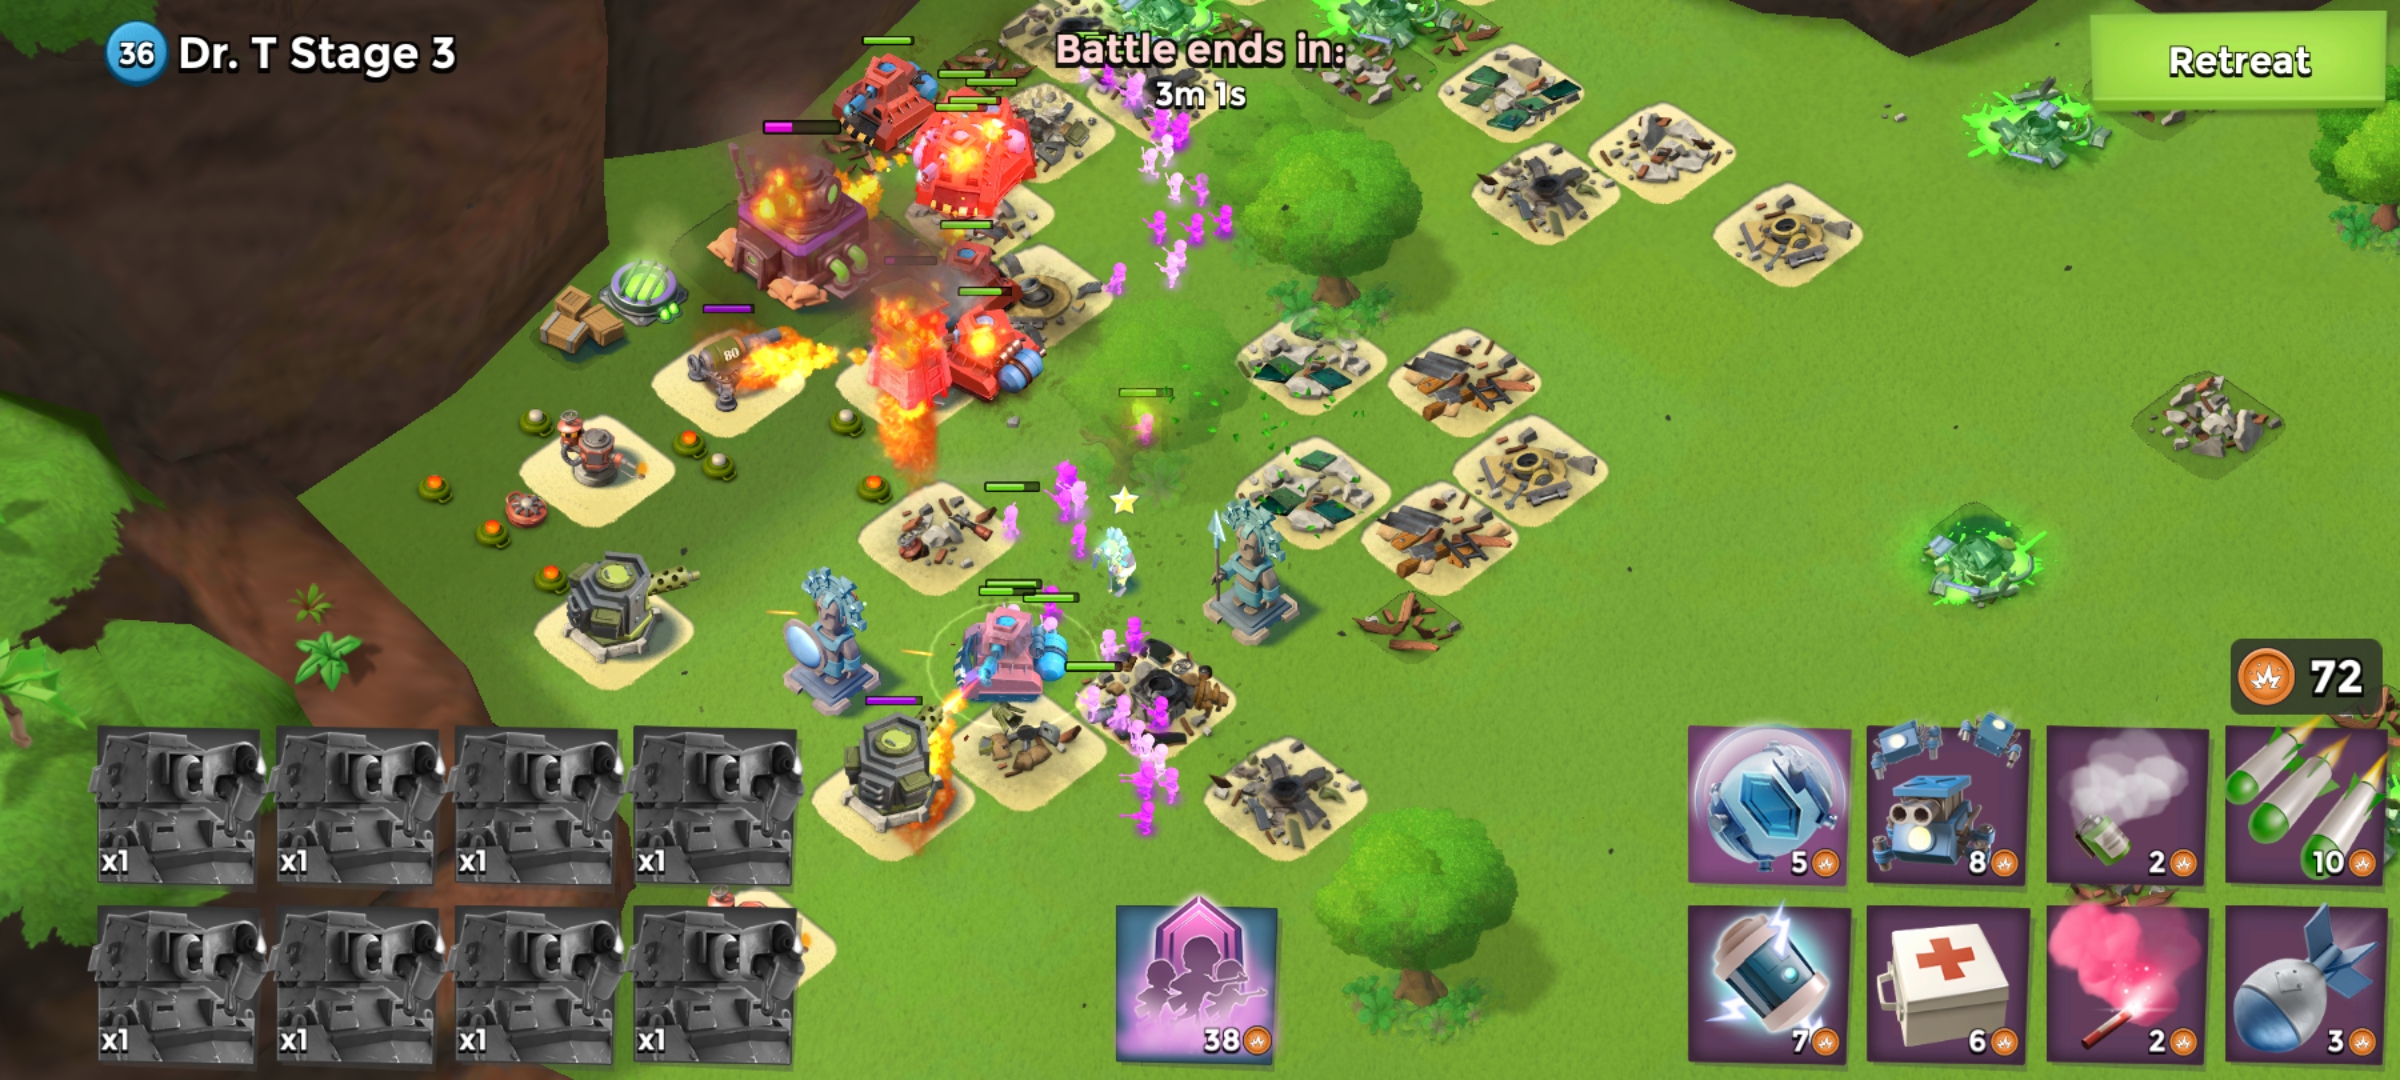 36 Dr. T Stage 3
Battle ends in:
3m 1s
Retreat
80
72
x1 x1 x1 x1
5 8 2 10
x1 x1 x1 x1
38
7 6 2 3